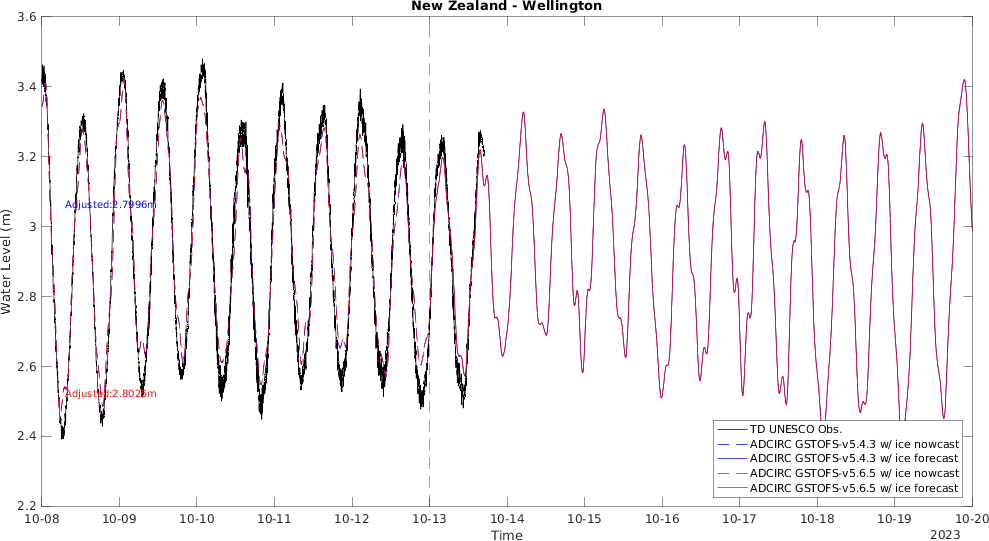 New Zealand - Wellington
3.6
3.4
3.2
3
2.8
2.6
2.4
2.2
Water Level (m)
Adjusted:2.7996m
Adjusted:2.8025m
TD UNESCO Obs.
ADCIRC GSTOFS-v5.4.3 w/ ice nowcast
ADCIRC GSTOFS-v5.4.3 w/ ice forecast
ADCIRC GSTOFS-v5.6.5 w/ ice nowcast
ADCIRC GSTOFS-v5.6.5 w/ ice forecast
10-08 10-09 10-10 10-11 10-12 10-13 10-14 10-15 10-16 10-17 10-18 10-19 10-20
Time
2023